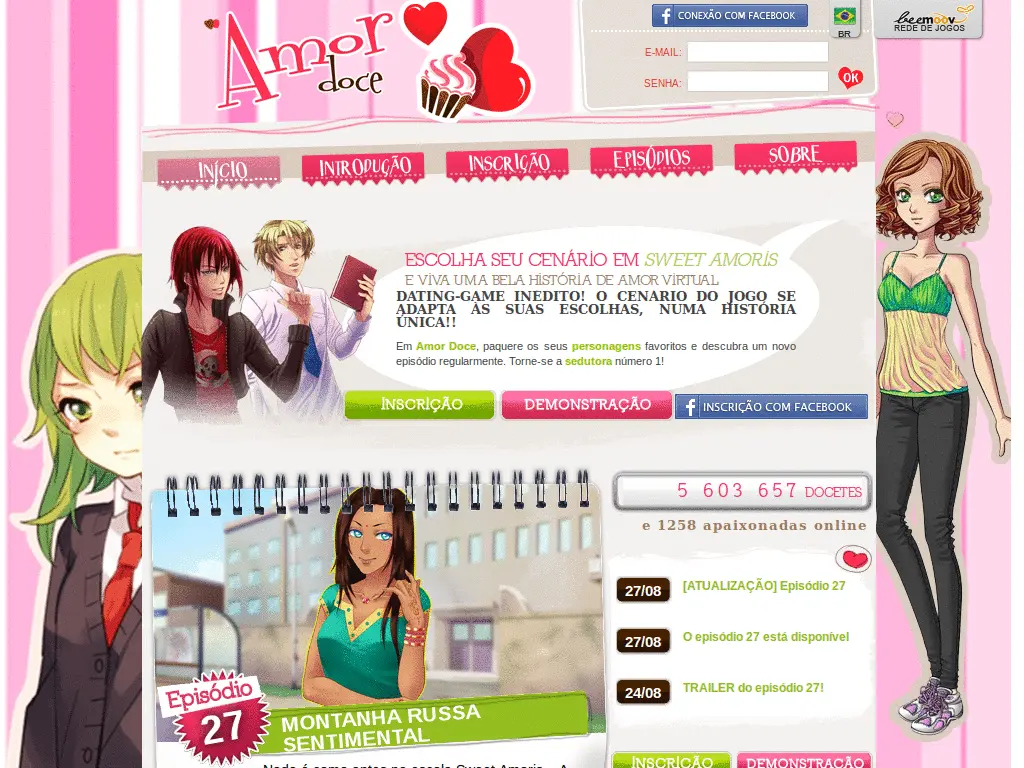 Amor
doce
CONEXÃO COM FACEBOOK
BR
beemoov
REDE DE JOGOS
E-MAIL:
SENHA:
OK
INÍCIO
INTRODUÇÃO
INSCRIÇÃO
EPISÓDIOS
SOBRE
ESCOLHA SEU CENÁRIO EM SWEET AMORIS
E VIVA UMA BELA HISTÓRIA DE AMOR VIRTUAL
DATING-GAME INEDITO! O CENARIO DO JOGO SE
ADAPTA ÀS SUAS ESCOLHAS, NUMA HISTÓRIA
ÚNICA!!
Em Amor Doce, paquere os seus personagens favoritos e descubra um novo
episódio regularmente. Torne-se a sedutora número 1!
INSCRIÇÃO
DEMONSTRAÇÃO
INSCRIÇÃO COM FACEBOOK
5 603 657 DOCETES
e 1258 apaixonadas online
27/08
[ATUALIZAÇÃO] Episódio 27
27/08
O episódio 27 está disponível
24/08
TRAILER do episódio 27!
Episódio
27
MONTANHA RUSSA
SENTIMENTAL
INSCRIÇÃO
DEMONSTRAÇÃO
Nada é como antes na escola Sweet Amoris... A